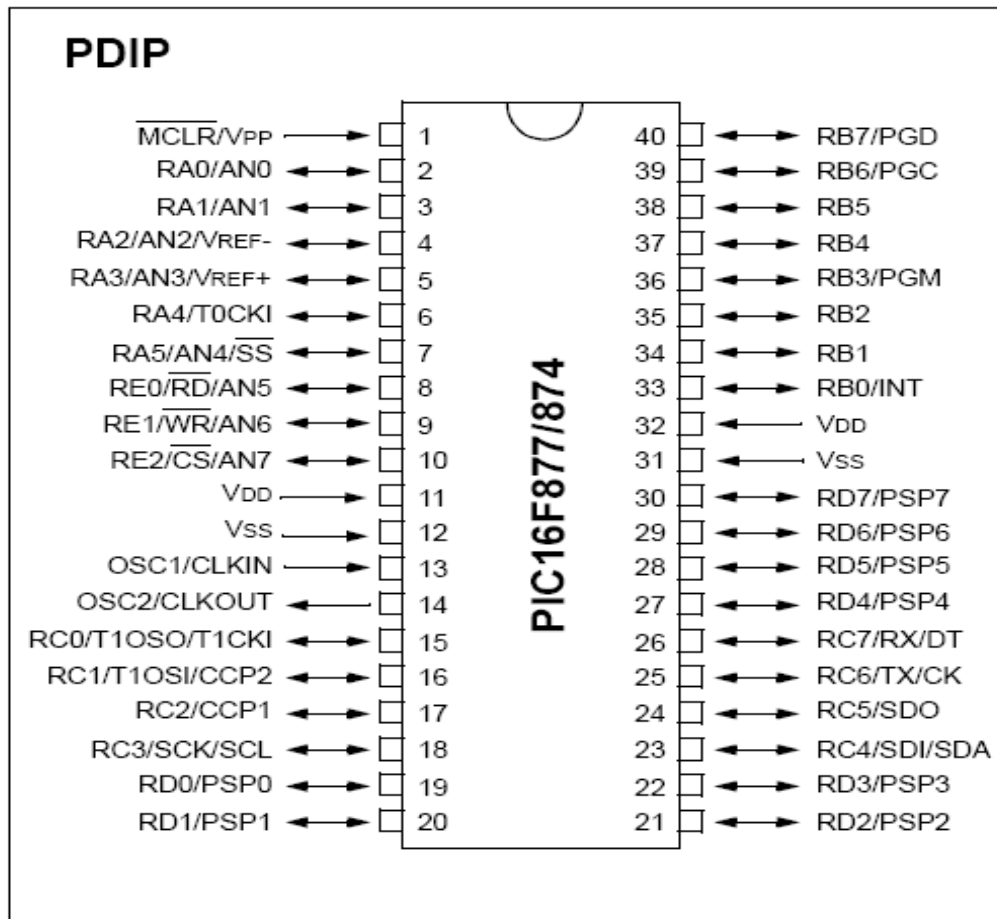 PDIP
MCLR/VPP 1 40 RB7/PGD
RA0/AN0 2 39 RB6/PGC
RA1/AN1 3 38 RB5
RA2/AN2/VREF- 4 37 RB4
RA3/AN3/VREF+ 5 36 RB3/PGM
RA4/T0CKI 6 35 RB2
RA5/AN4/SS 7 34 RB1
RE0/RD/AN5 8 33 RB0/INT
RE1/WR/AN6 9 32 VDD
RE2/CS/AN7 10 31 VSS
VDD 11 30 RD7/PSP7
VSS 12 29 RD6/PSP6
OSC1/CLKIN 13 28 RD5/PSP5
OSC2/CLKOUT 14 27 RD4/PSP4
RC0/T1OSO/T1CKI 15 26 RC7/RX/DT
RC1/T1OSI/CCP2 16 25 RC6/TX/CK
RC2/CCP1 17 24 RC5/SDO
RC3/SCK/SCL 18 23 RC4/SDI/SDA
RD0/PSP0 19 22 RD3/PSP3
RD1/PSP1 20 21 RD2/PSP2
PIC16F877/874